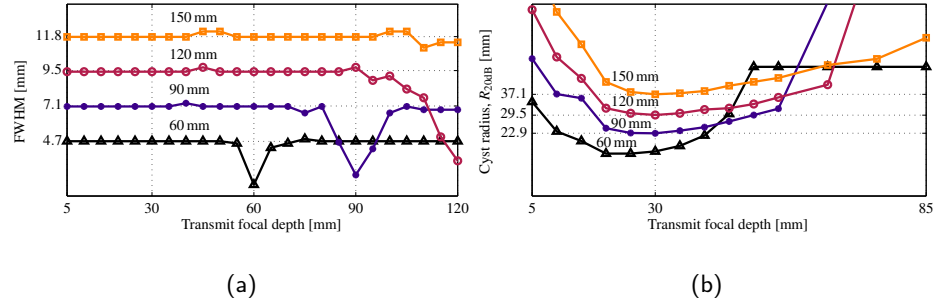 150 mm
11.8
120 mm
9.5
90 mm
7.1
60 mm
4.7
FWHM [mm]
5
30
60
90
120
Transmit focal depth [mm]
(a)
Cyst radius, R20dB [mm]
150 mm
37.1
120 mm
29.5
90 mm
22.9
60 mm
5
30
85
Transmit focal depth [mm]
(b)